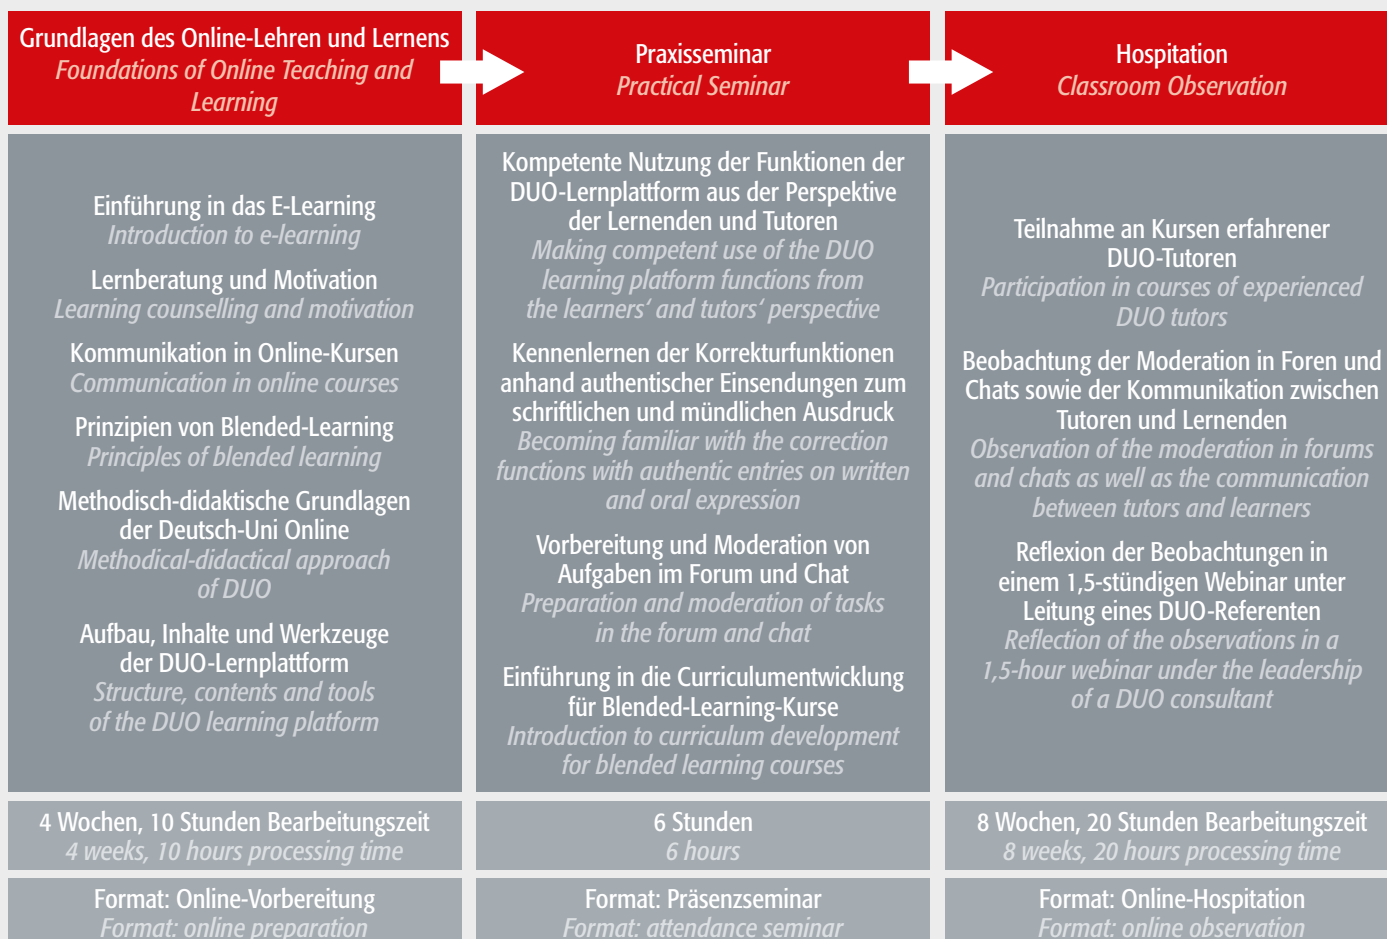 Grundlagen des Online-Lehren und Lernens
Foundations of Online Teaching and
Learning
Praxisseminar
Practical Seminar
Hospitation
Classroom Observation
Einführung in das E-Learning
Introduction to e-learning
Lernberatung und Motivation
Learning counselling and motivation
Kommunikation in Online-Kursen
Communication in online courses
Prinzipien von Blended-Learning
Principles of blended learning
Methodisch-didaktische Grundlagen
der Deutsch-Uni Online
Methodical-didactical approach
of DUO
Aufbau, Inhalte und Werkzeuge
der DUO-Lernplattform
Structure, contents and tools
of the DUO learning platform
Kompetente Nutzung der Funktionen der
DUO-Lernplattform aus der Perspektive
der Lernenden und Tutoren
Making competent use of the DUO
learning platform functions from
the learners‘ and tutors‘ perspective
Kennenlernen der Korrekturfunktionen
anhand authentischer Einsendungen zum
schriftlichen und mündlichen Ausdruck
Becoming familiar with the correction
functions with authentic entries on written
and oral expression
Vorbereitung und Moderation von
Aufgaben im Forum und Chat
Preparation and moderation of tasks
in the forum and chat
Einführung in die Curriculumentwicklung
für Blended-Learning-Kurse
Introduction to curriculum development
for blended learning courses
Teilnahme an Kursen erfahrener
DUO-Tutoren
Participation in courses of experienced
DUO tutors
Beobachtung der Moderation in Foren und
Chats sowie der Kommunikation zwischen
Tutoren und Lernenden
Observation of the moderation in forums
and chats as well as the communication
between tutors and learners
Reflexion der Beobachtungen in
einem 1,5-stündigen Webinar unter
Leitung eines DUO-Referenten
Reflection of the observations in a
1,5-hour webinar under the leadership
of a DUO consultant
4 Wochen, 10 Stunden Bearbeitungszeit
4 weeks, 10 hours processing time
6 Stunden
6 hours
8 Wochen, 20 Stunden Bearbeitungszeit
8 weeks, 20 hours processing time
Format: Online-Vorbereitung
Format: online preparation
Format: Präsenzseminar
Format: attendance seminar
Format: Online-Hospitation
Format: online observation